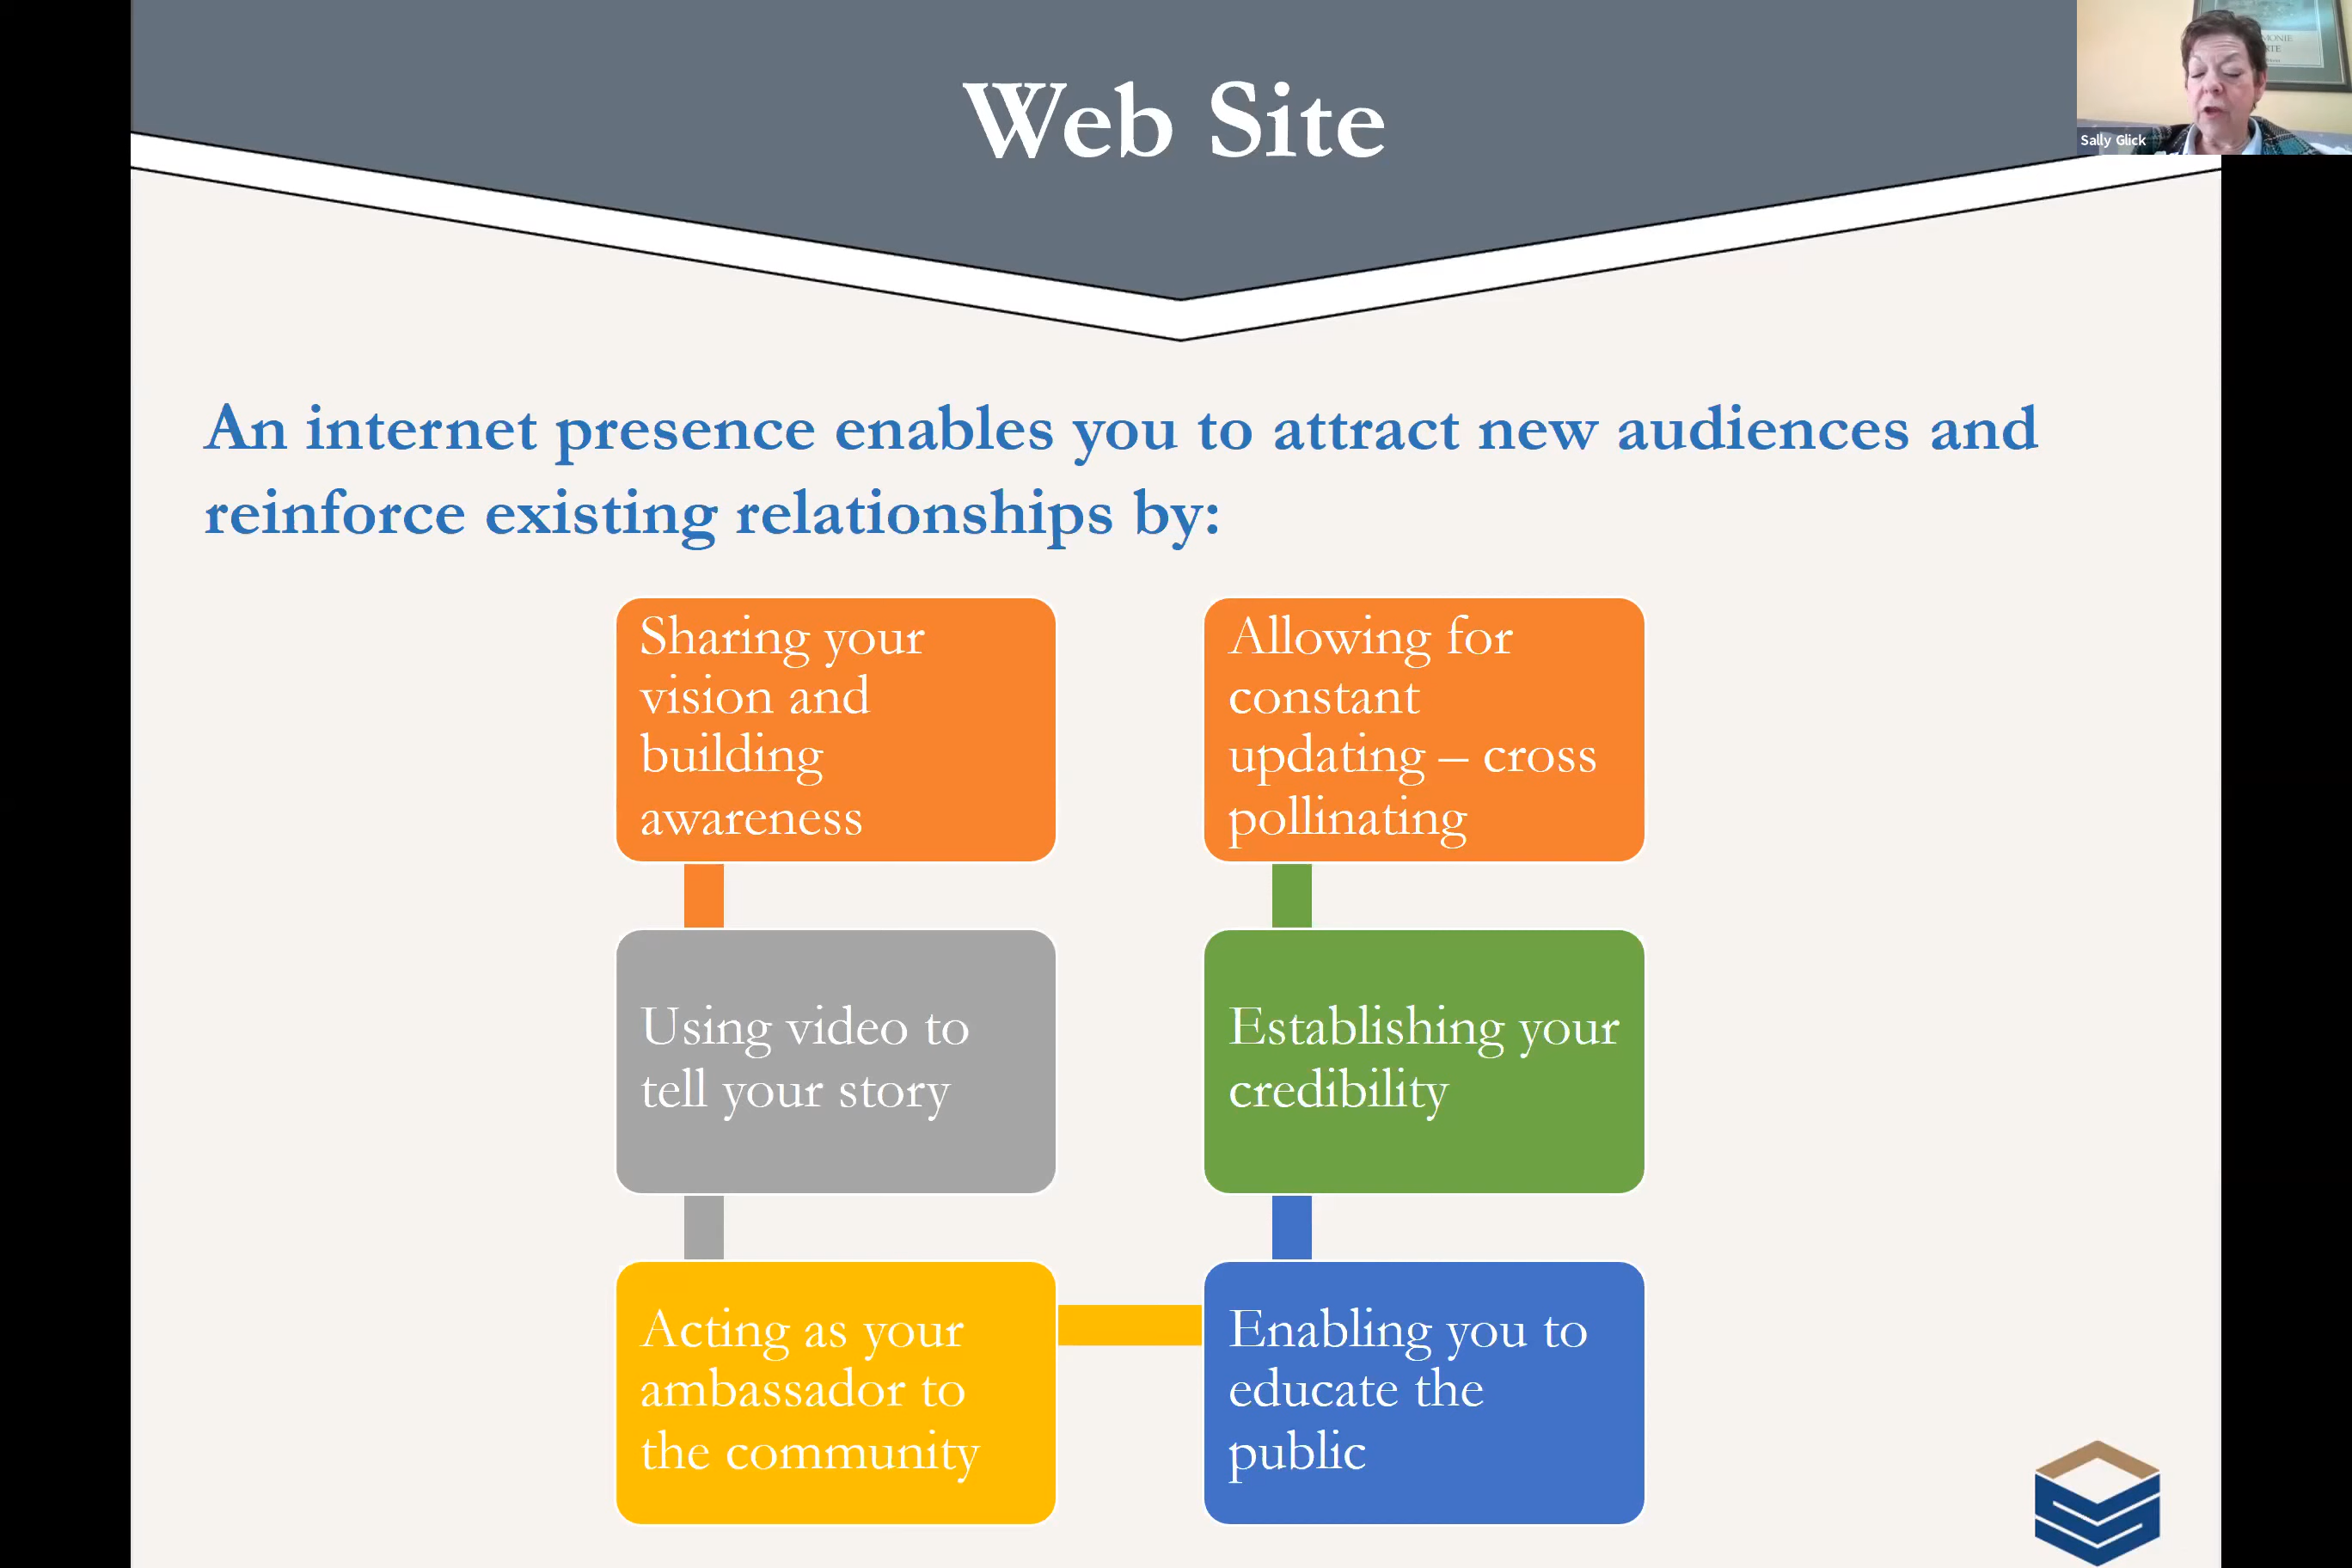 Web Site
MONIE
Sally Glick
An internet presence enables you to attract new audiences and
reinforce existing relationships by:
Sharing your
vision and
building
awareness
Using video to
tell your story
Acting as your
ambassador to
the community
Enabling you to
educate the
public
Establishing your
credibility
Allowing for
constant
updating – cross
pollinating